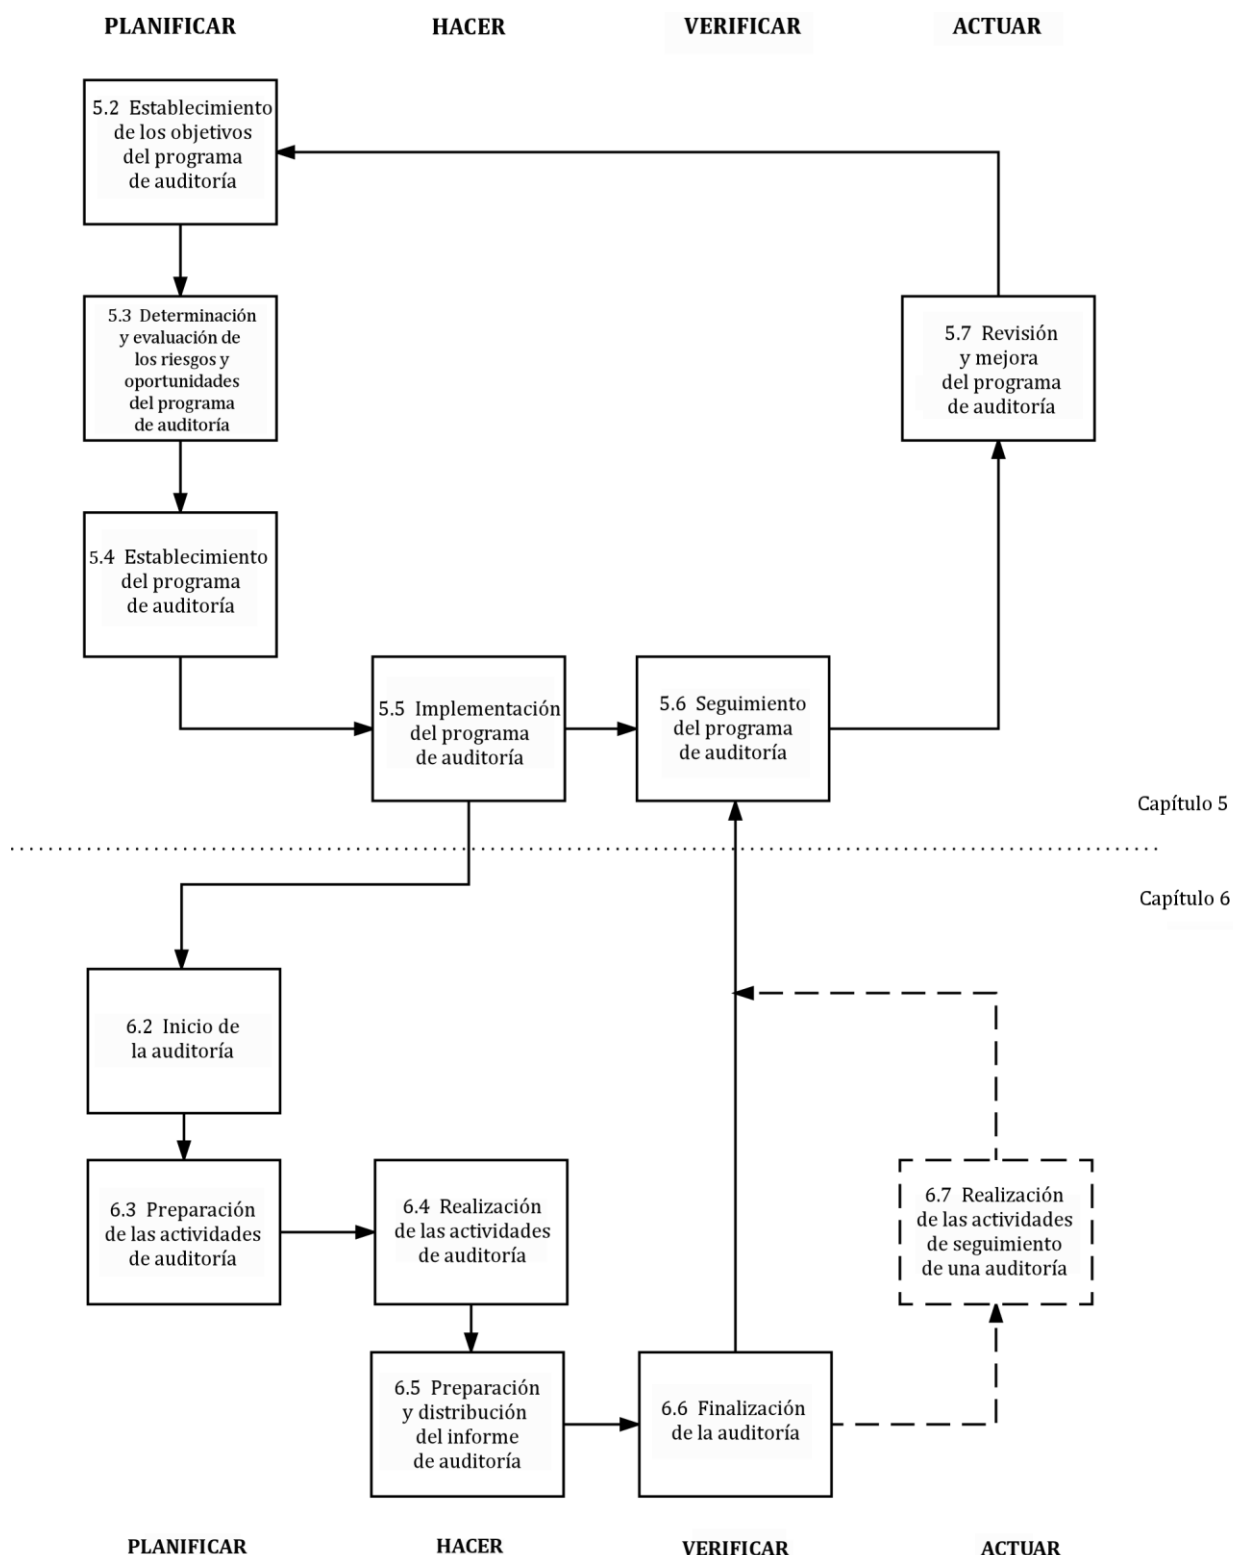 PLANIFICAR
HACER
VERIFICAR
ACTUAR
5.2 Establecimiento
de los objetivos
del programa
de auditoría
5.3 Determinación
y evaluación de
los riesgos y
oportunidades
del programa
de auditoría
5.7 Revisión
y mejora
del programa
de auditoría
5.4 Establecimiento
del programa
de auditoría
5.5 Implementación
del programa
de auditoría
5.6 Seguimiento
del programa
de auditoría
Capítulo 5
Capítulo 6
6.2 Inicio de
la auditoría
6.3 Preparación
de las actividades
de auditoría
6.4 Realización
de las actividades
de auditoría
6.7 Realización
de las actividades
de seguimiento
de una auditoría
6.5 Preparación
y distribución
del informe
de auditoría
6.6 Finalización
de la auditoría
PLANIFICAR
HACER
VERIFICAR
ACTUAR